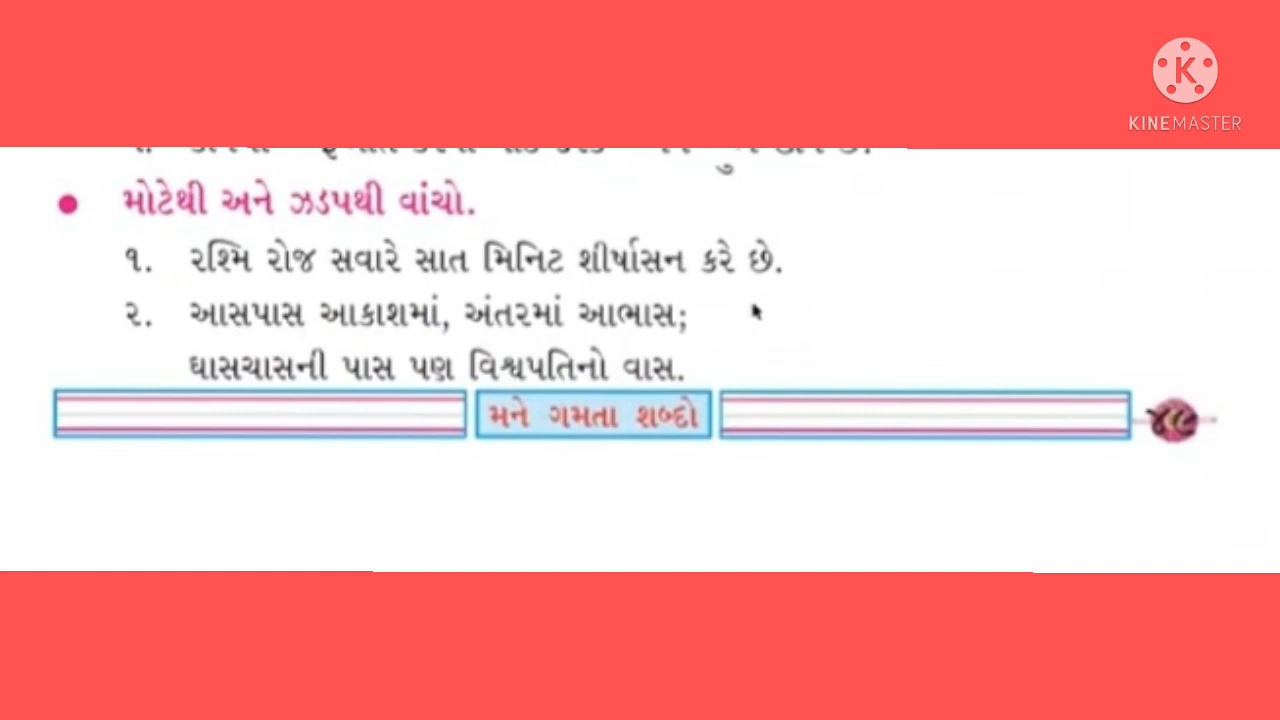 KINEMASTER
● મોટેથી અને ઝડપથી વાંચો.
૧. રશ્મિ રોજ સવારે સાત મિનિટ શીર્ષાસન કરે છે.
૨. આસપાસ આકાશમાં, અંતરમાં આભાસ;
ઘાસચાસની પાસ પણ વિશ્વપતિનો વાસ.
મને ગમતા શબ્દો